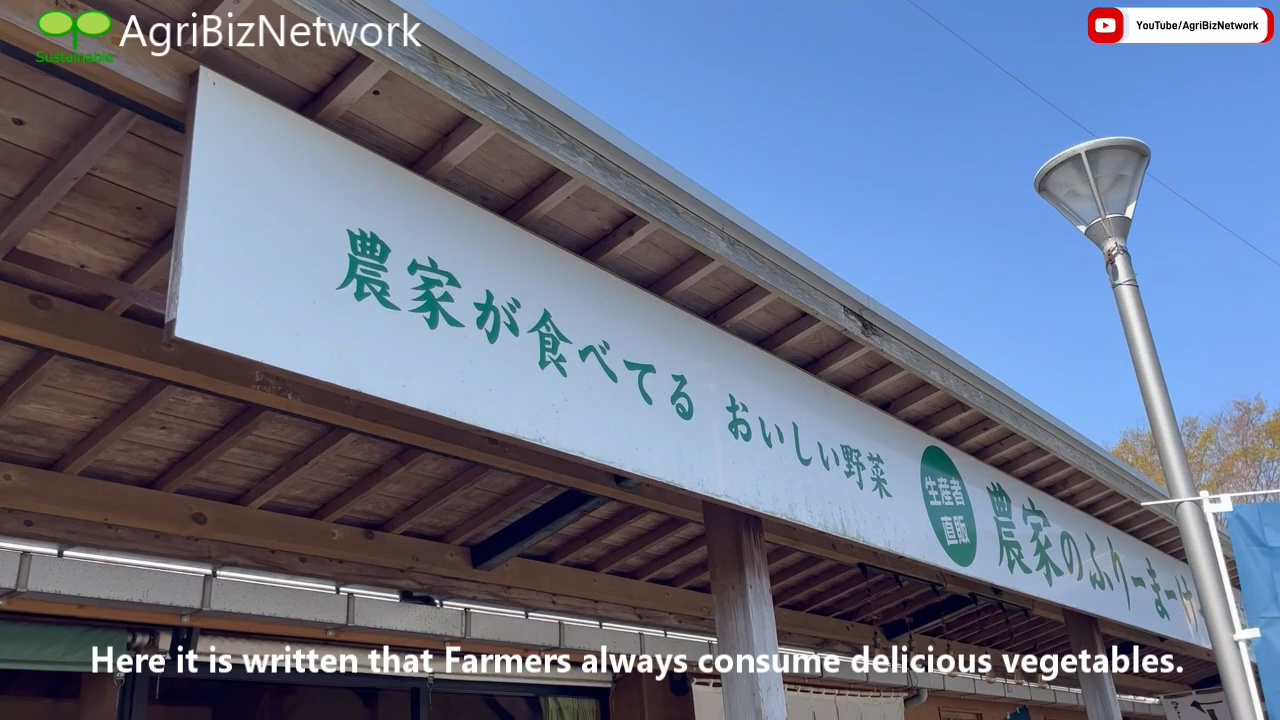 AgriBizNetwork
Sustainable
YouTube/AgriBizNetwork
農家が食べてる おいしい野菜
生産者
直販
農家のふりーまーけ
Here it is written that Farmers always consume delicious vegetables.